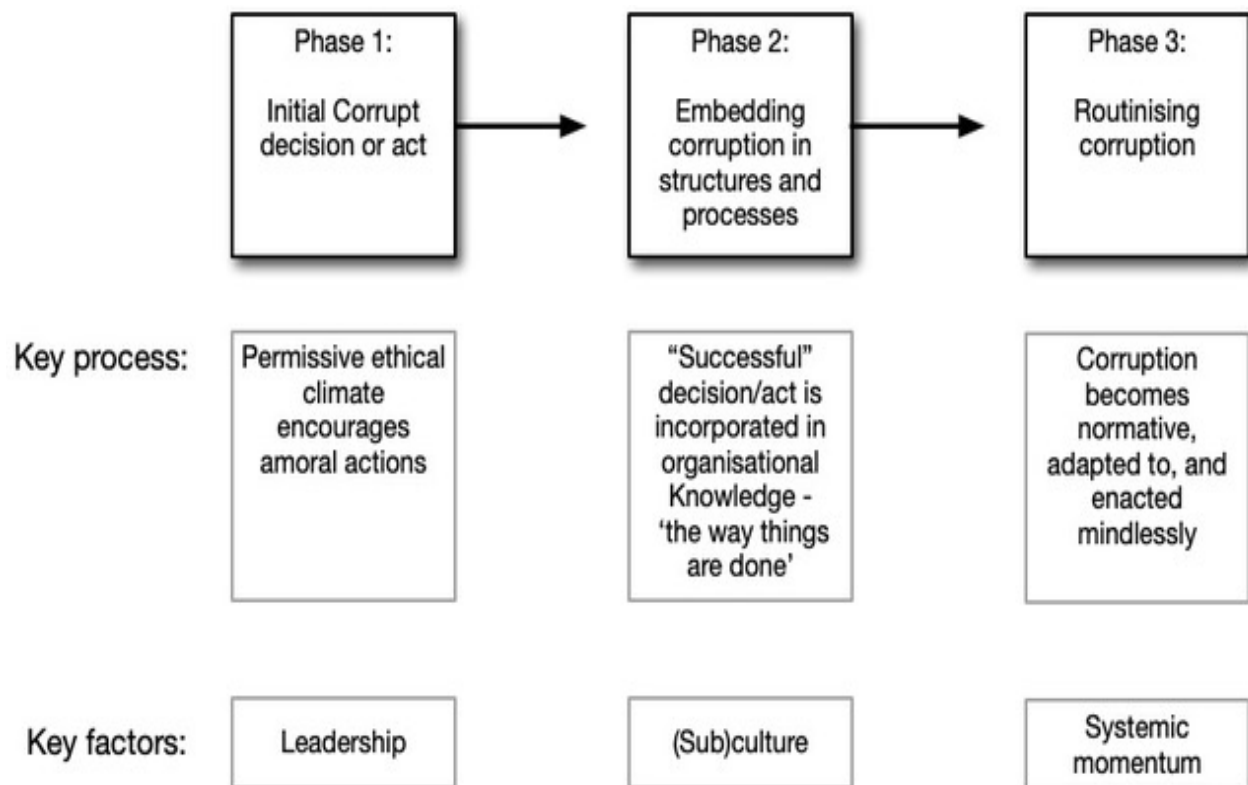 Phase 1:
Initial Corrupt
decision or act
Phase 2:
Embedding
corruption in
structures and
processes
Phase 3:
Routinising
corruption
Key process:
Permissive ethical
climate
encourages
amoral actions
“Successful”
decision/act is
incorporated in
organisational
Knowledge -
‘the way things
are done’
Corruption
becomes
normative,
adapted to, and
enacted
mindlessly
Key factors:
Leadership
(Sub)culture
Systemic
momentum